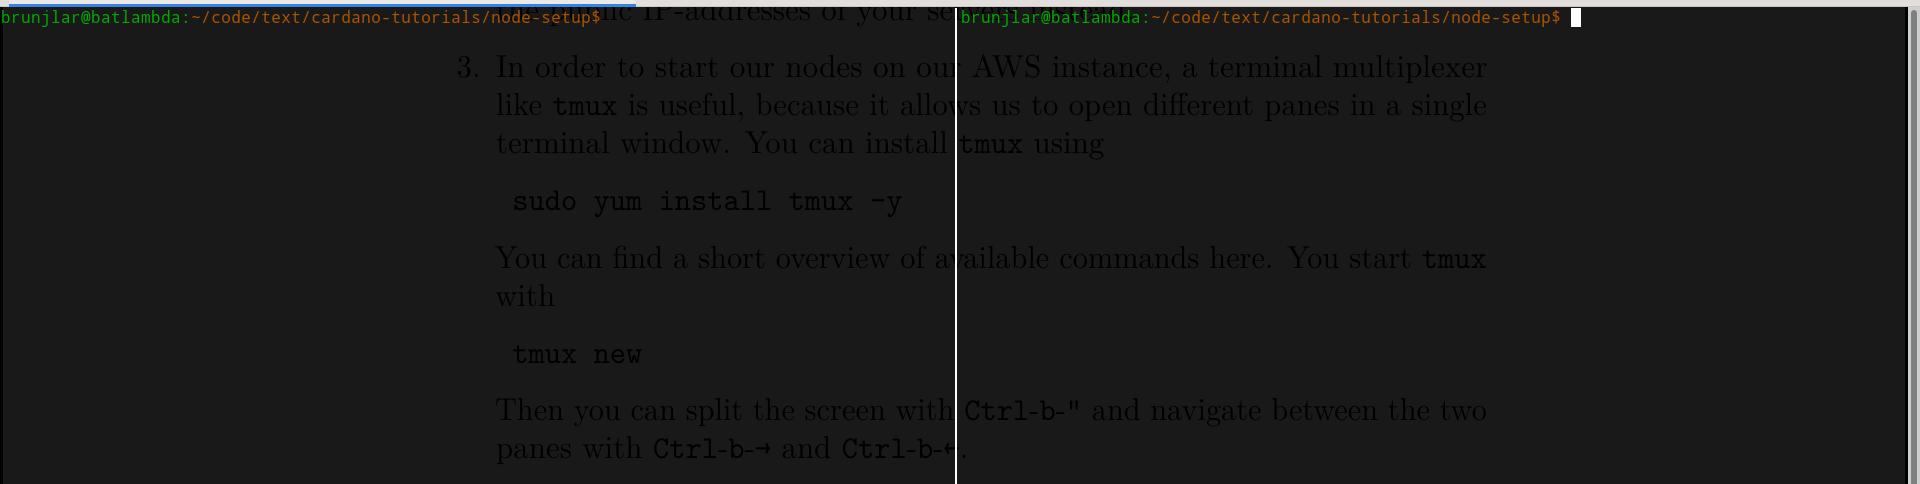 the public IP-addresses of your servers
brunjlar@batlambda:~/code/text/cardano-tutorials/node-setup$
brunjlar@batlambda:~/code/text/cardano-tutorials/node-setup$
3. In order to start our nodes on our AWS instance, a terminal multiplexer
like tmux is useful, because it allows us to open different panes in a single
terminal window. You can install tmux using
sudo yum install tmux -y
You can find a short overview of available commands here. You start tmux
with
tmux new
Then you can split the screen with Ctrl-b-" and navigate between the two
panes with Ctrl-b-→ and Ctrl-b-←.